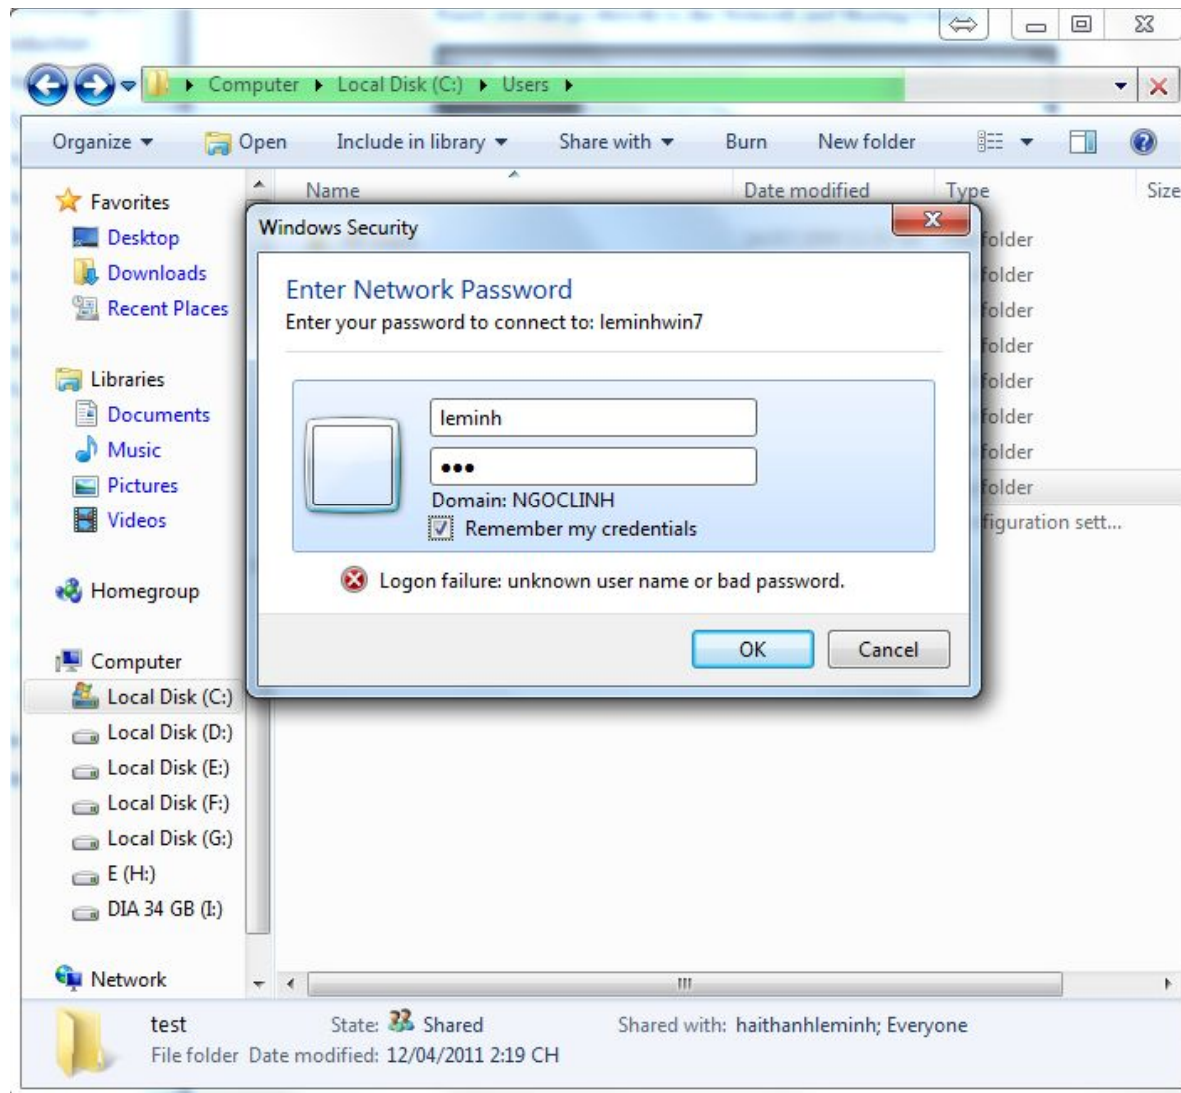 Computer Local Disk (C:) Users
Organize Open Include in library Share with Burn New folder
Name Date modified Type Size
Favorites
Desktop
Downloads
Recent Places
Libraries
Documents
Music
Pictures
Videos
Homegroup
Computer
Local Disk (C:)
Local Disk (D:)
Local Disk (E:)
Local Disk (F:)
Local Disk (G:)
E (H:)
DIA 34 GB (I:)
Network
folder
folder
folder
folder
folder
folder
folder
folder
Windows Security
Enter Network Password
Enter your password to connect to: leminhwin7
leminh
•••
Domain: NGOCLINH
Remember my credentials
Logon failure: unknown user name or bad password.
OK Cancel
test State: Shared Shared with: haithanhleminh; Everyone
File folder Date modified: 12/04/2011 2:19 CH